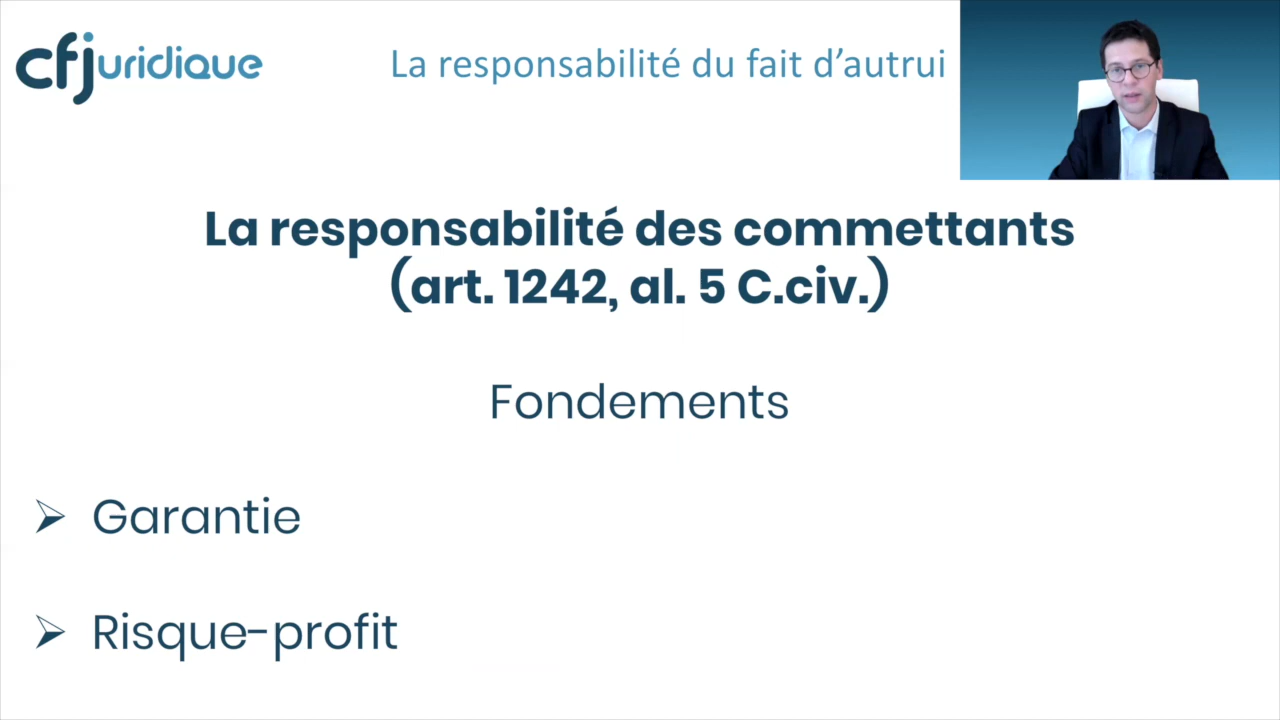 cfjuridique
La responsabilité du fait d’autrui
La responsabilité des commettants
(art. 1242, al. 5 C.civ.)
Fondements
Garantie
Risque-profit